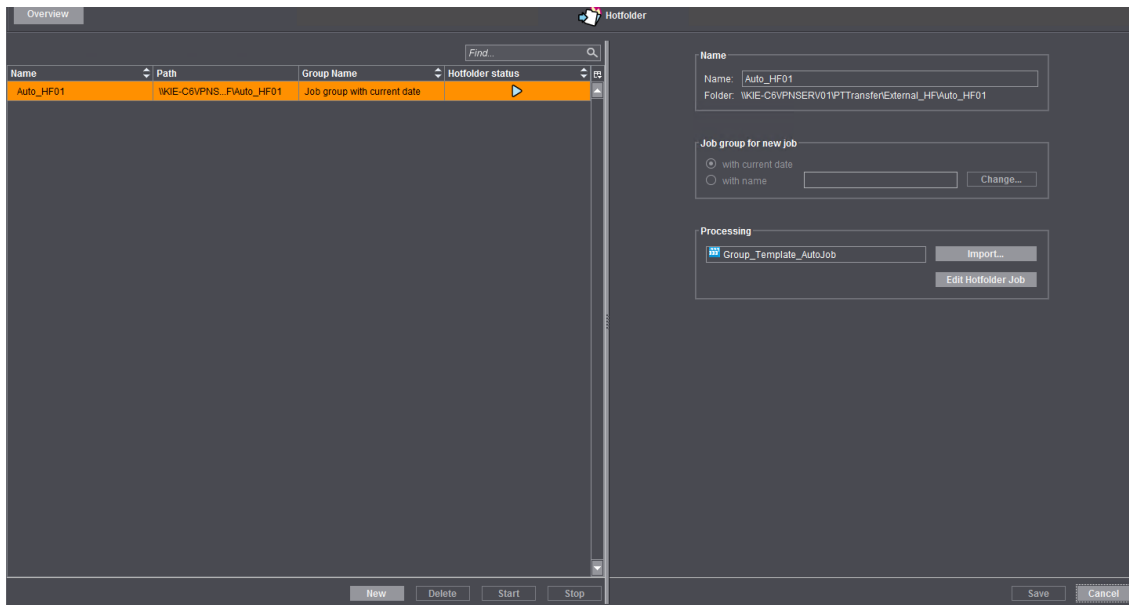 Overview
Hotfolder
Find...
Name Path Group Name Hotfolder status
Auto_HF01 \\KIE-C6VPNS...F\Auto_HF01 Job group with current date
Name
Name: Auto_HF01
Folder: \\KIE-C6VPNSERV01\PTTransfer\External_HF\Auto_HF01
Job group for new job
with current date
with name Change...
Processing
Group_Template_AutoJob Import...
Edit Hotfolder Job
New Delete Start Stop
Save Cancel